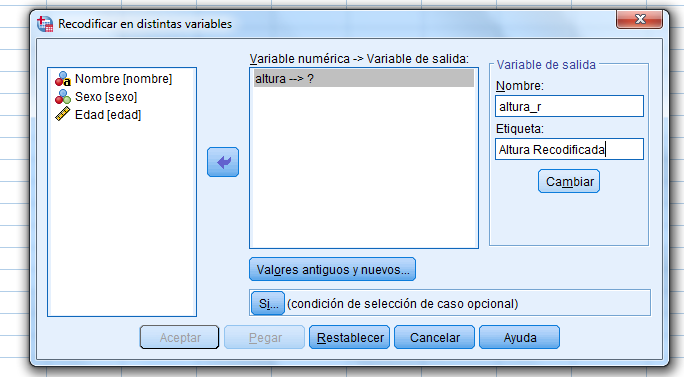 Recodificar en distintas variables
Nombre [nombre]
Sexo [sexo]
Edad [edad]
Variable numérica -> Variable de salida:
altura --> ?
Variable de salida
Nombre:
altura_r
Etiqueta:
Altura Recodificada
Cambiar
Valores antiguos y nuevos...
Si... (condición de selección de caso opcional)
Aceptar Pegar Restablecer Cancelar Ayuda